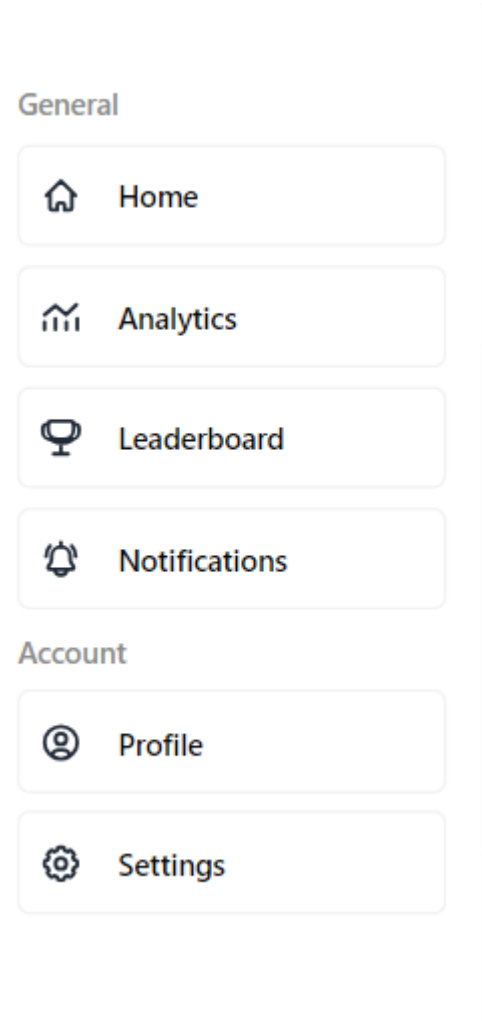 General
Home
Analytics
Leaderboard
Notifications
Account
Profile
Settings